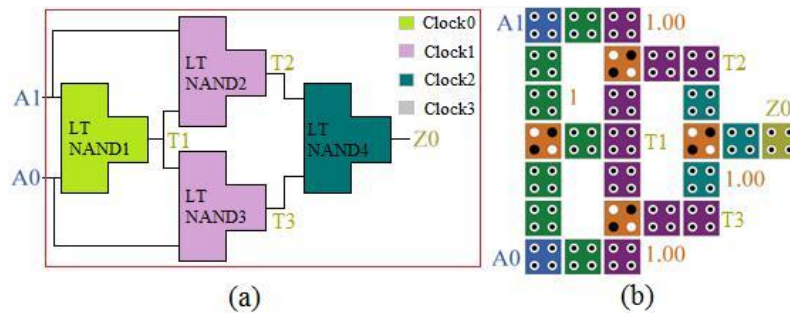 A1
A0
LT
NAND1
T1
LT
NAND2
T2
LT
NAND3
T3
LT
NAND4
Z0
Clock0
Clock1
Clock2
Clock3
(a)
A1
1.00
T2
1
Z0
T1
1.00
T3
A0
1.00
(b)